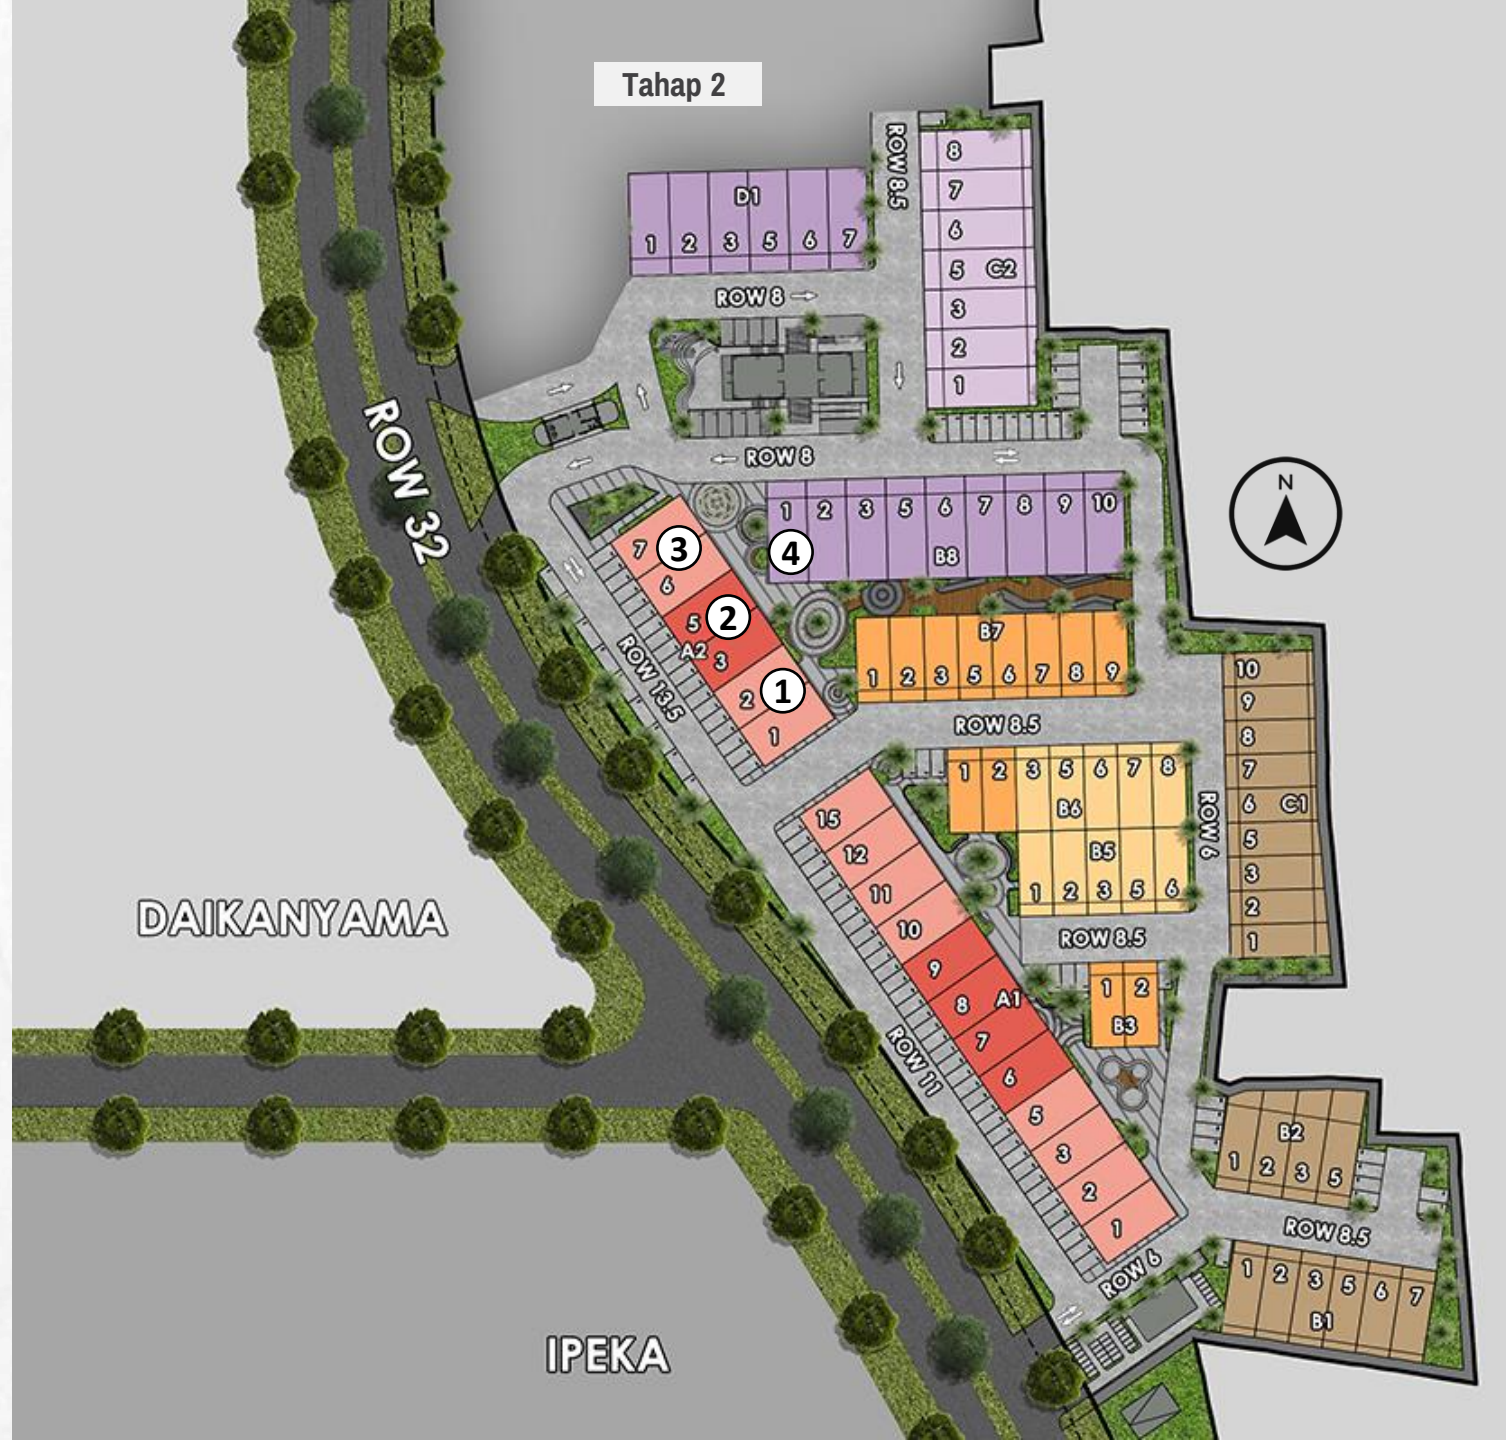 Tahap 2
ROW 8.5
8
7
6
5 C2
3
2
1
D1
1 2 3 5 6 7
ROW 8
ROW 32
ROW 8
N
1 2 3 5 6 7 8 9 10
4
B8
7 3
6
5 2
A2 3
2 1
1
ROW 13.5
B7
1 2 3 5 6 7 8 9
ROW 8.5
10
9
8
7
6 C1
5
3
2
1
1 2 3 5 6 7 8
B6
B5
1 2 3 5 6
ROW 6
ROW 8.5
15
12
11
10
9
8 A1
7
6
5
3
2
1
ROW 11
1 2
B3
DAIKANYAMA
B2
1 2 3 5
ROW 8.5
ROW 6
1 2 3 5 6 7
B1
IPEKA